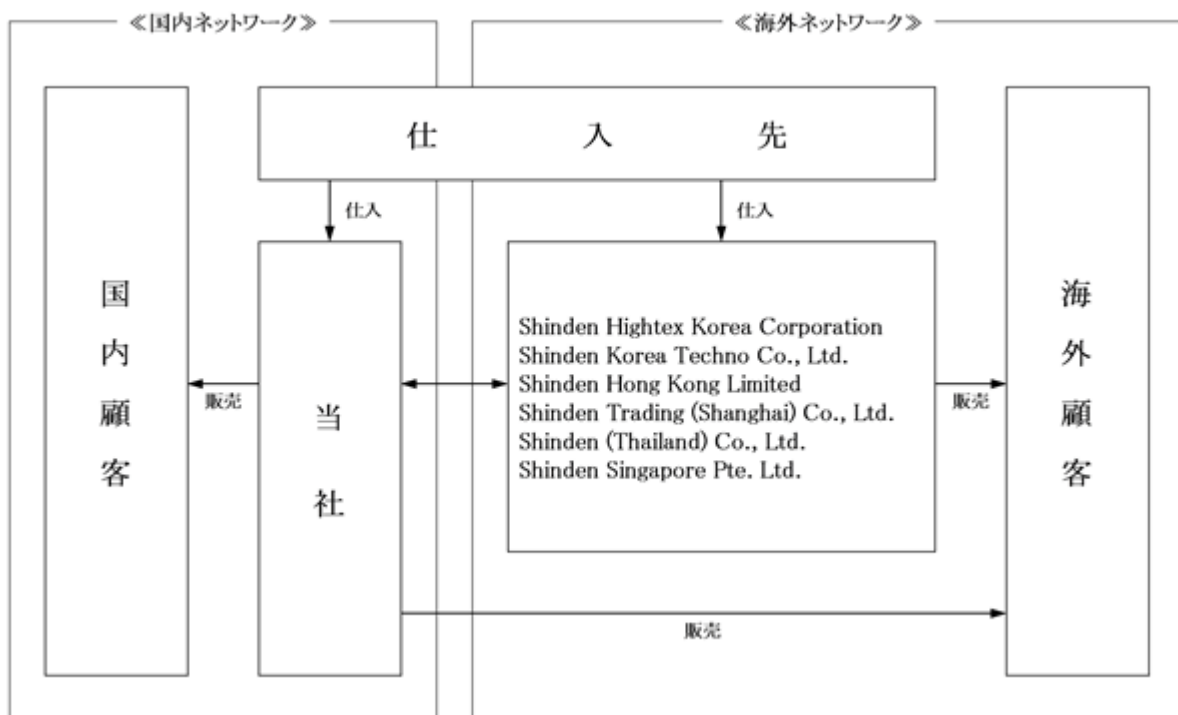 ≪国内ネットワーク≫
≪海外ネットワーク≫
仕入先
仕入
仕入
国内顧客
販売
当社
Shinden Hightex Korea Corporation
Shinden Korea Techno Co., Ltd.
Shinden Hong Kong Limited
Shinden Trading (Shanghai) Co., Ltd.
Shinden (Thailand) Co., Ltd.
Shinden Singapore Pte. Ltd.
販売
海外顧客
販売